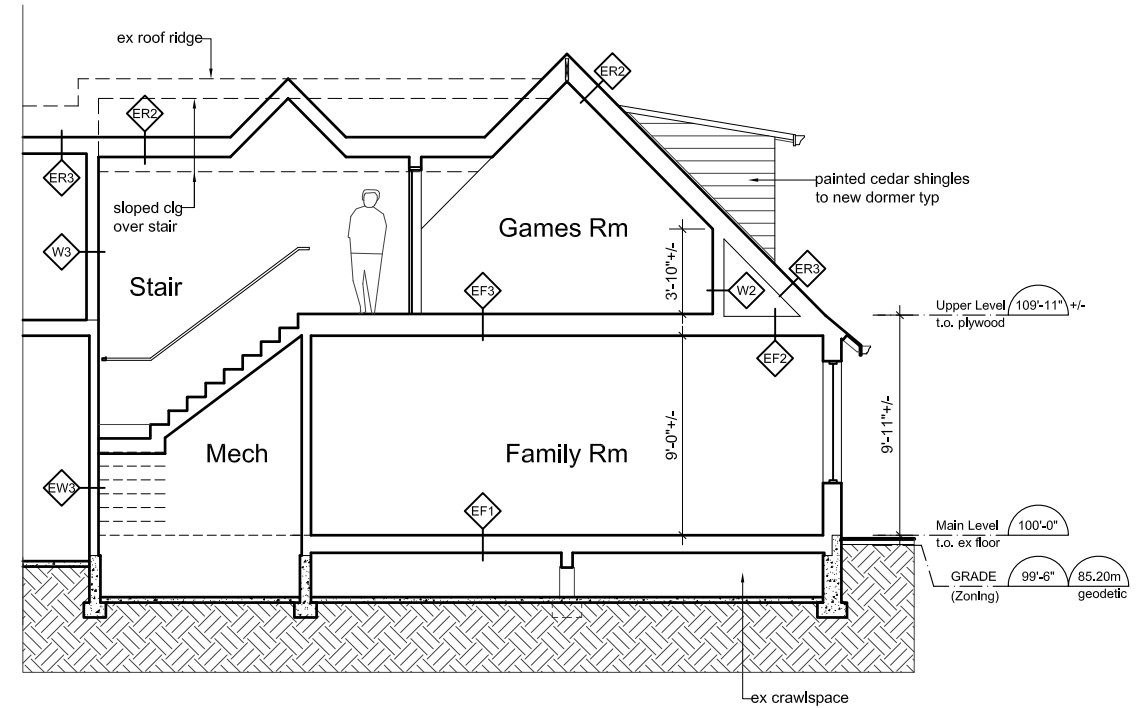 ex roof ridge
ER2
ER2
ER3
painted cedar shingles
to new dormer typ
sloped clg
over stair
Games Rm
W3
Stair
3'-10"+/-
W2
ER3
EF3
Upper Level
t.o. plywood
109'-11"
+/-
EF2
9'-0"+/-
9'-11"+/-
Mech
Family Rm
EW3
EF1
Main Level
t.o. ex floor
100'-0"
GRADE
(Zoning)
99'-6"
85.20m
geodetic
ex crawlspace